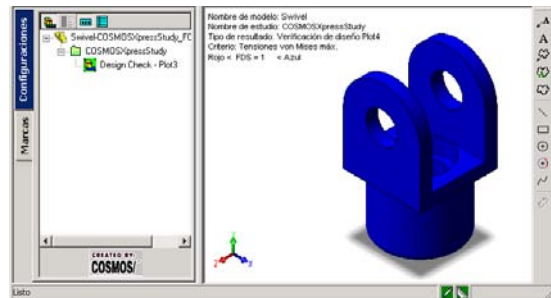 Configuraciones
Marcas
Swivel-COSMOSXpressStudy_FC
COSMOSXpressStudy
Design Check - Plot3
CREATED BY:
COSMOS/
Nombre de modelo: Swivel
Nombre de estudio: COSMOSXpressStudy
Tipo de resultado: Verificación de diseño Plot4
Criterio: Tensiones von Mises máx.
Rojo < FDS = 1 < Azul
Listo